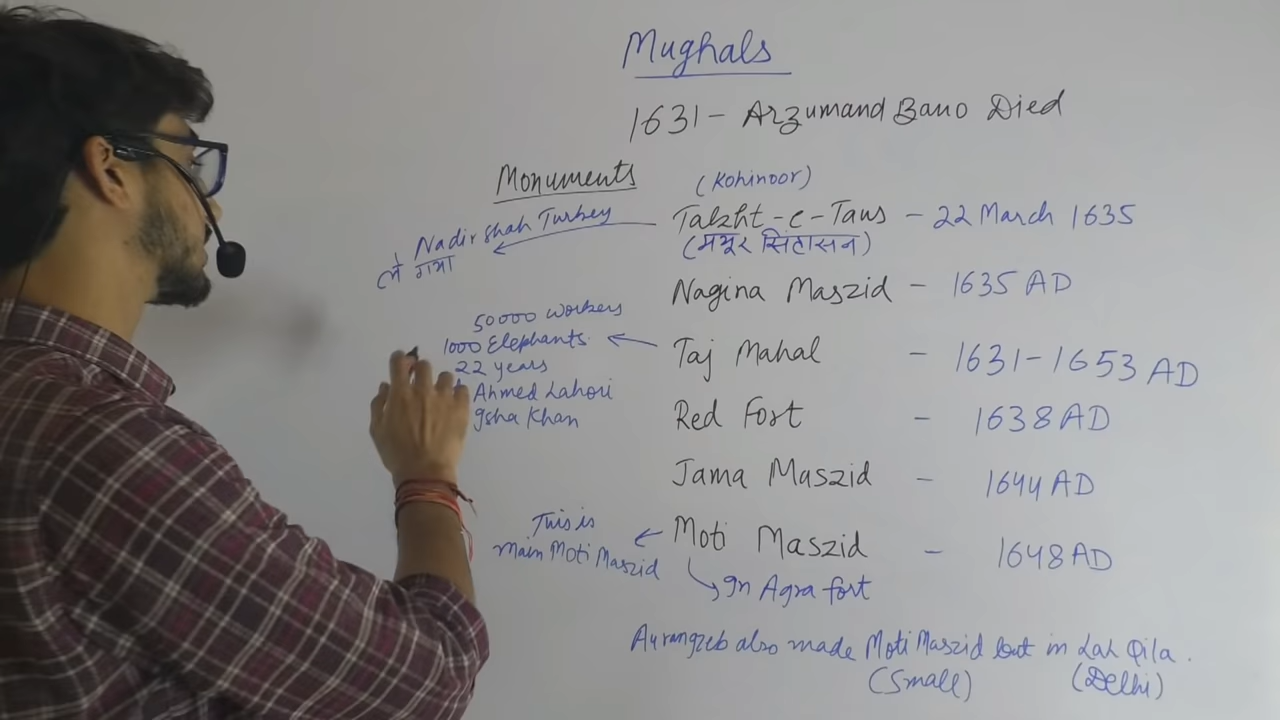 Mughals
1631 - Arzumand Bano Died
Monuments
(Kohinoor)
Takht-e-Taus - 22 March 1635
(मयूर सिंहासन)
Nadir shah Turkey
ले गया
Nagina Maszid - 1635 AD
50000 workers
1000 Elephants
22 years
Ahmed Lahori
gsha Khan
Taj Mahal - 1631-1653 AD
Red Fort - 1638 AD
Jama Maszid - 1644 AD
Moti Maszid - 1648 AD
This is
main Moti Maszid
In Agra fort
Aurangzeb also made Moti Maszid but in Lal Qila.
(Small) (Delhi)